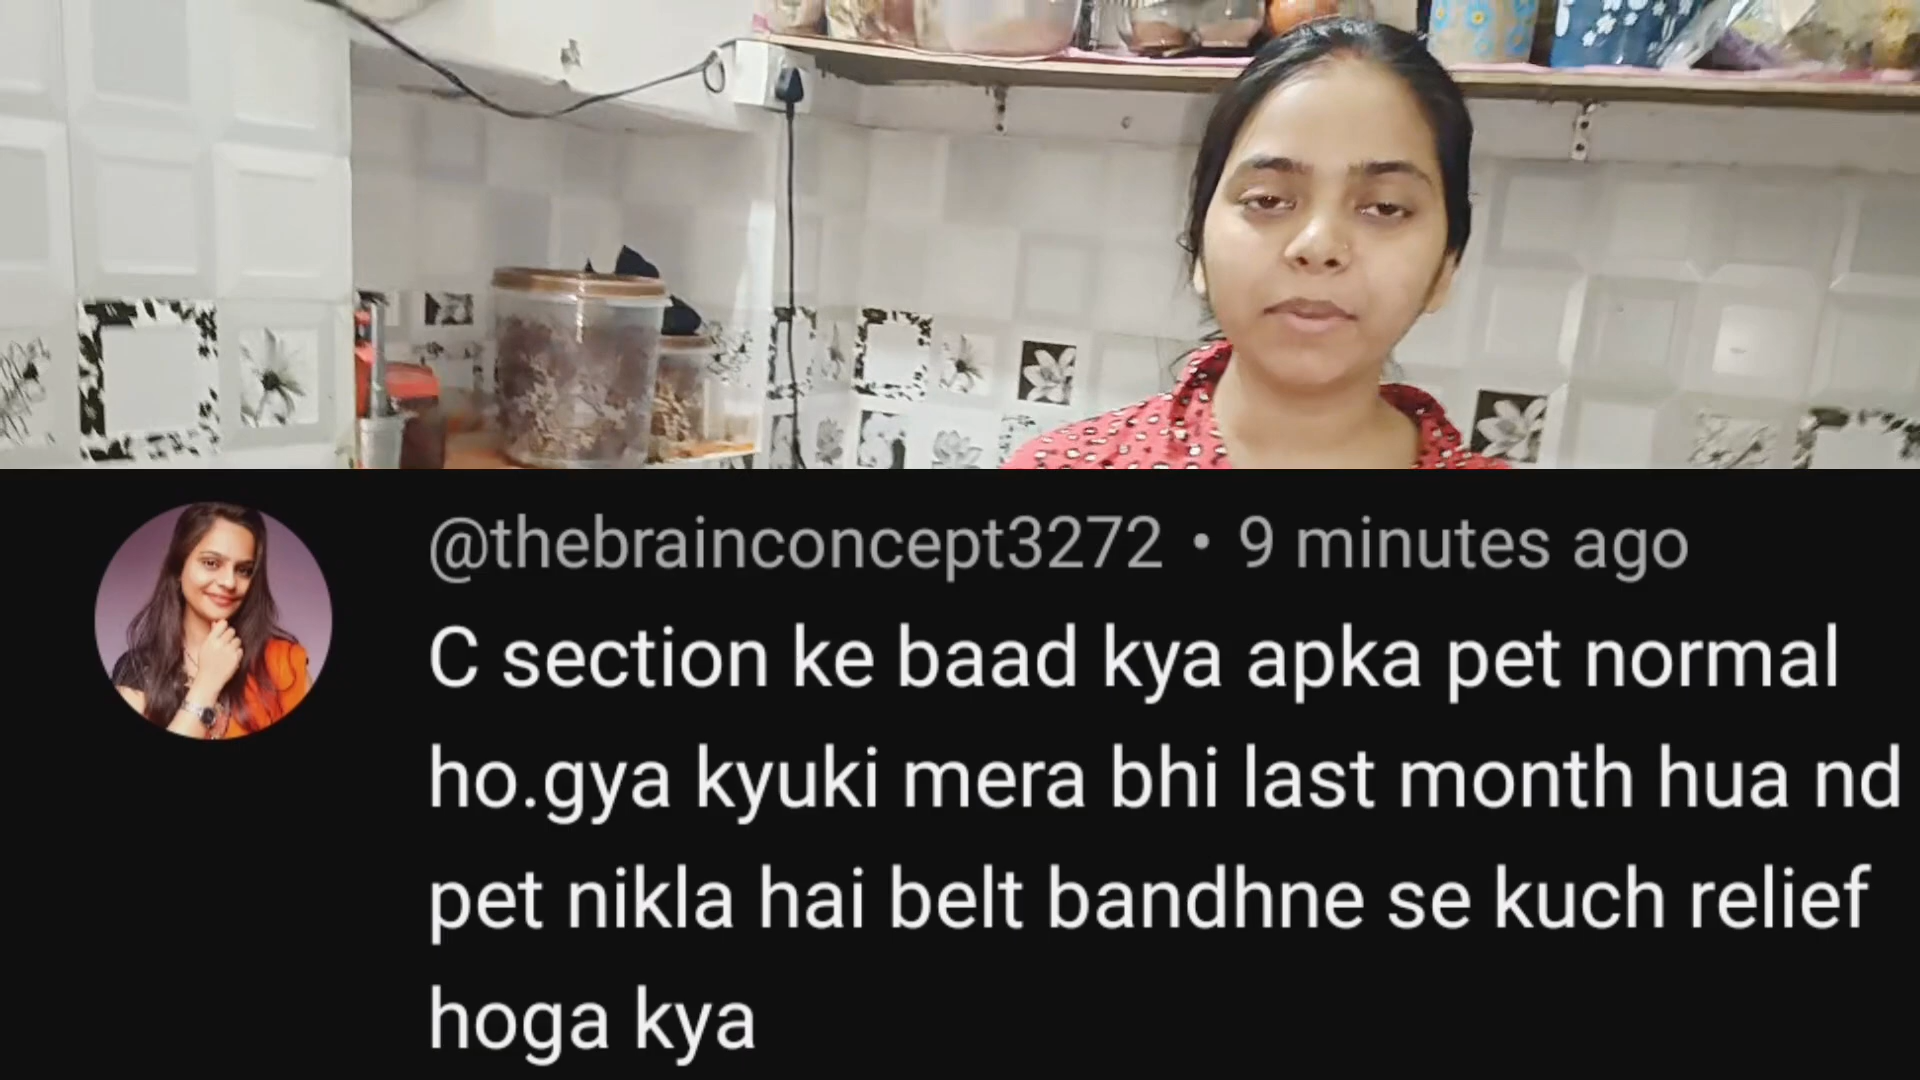 @thebrainconcept3272 • 9 minutes ago
C section ke baad kya apka pet normal
ho.gya kyuki mera bhi last month hua nd
pet nikla hai belt bandhne se kuch relief
hoga kya